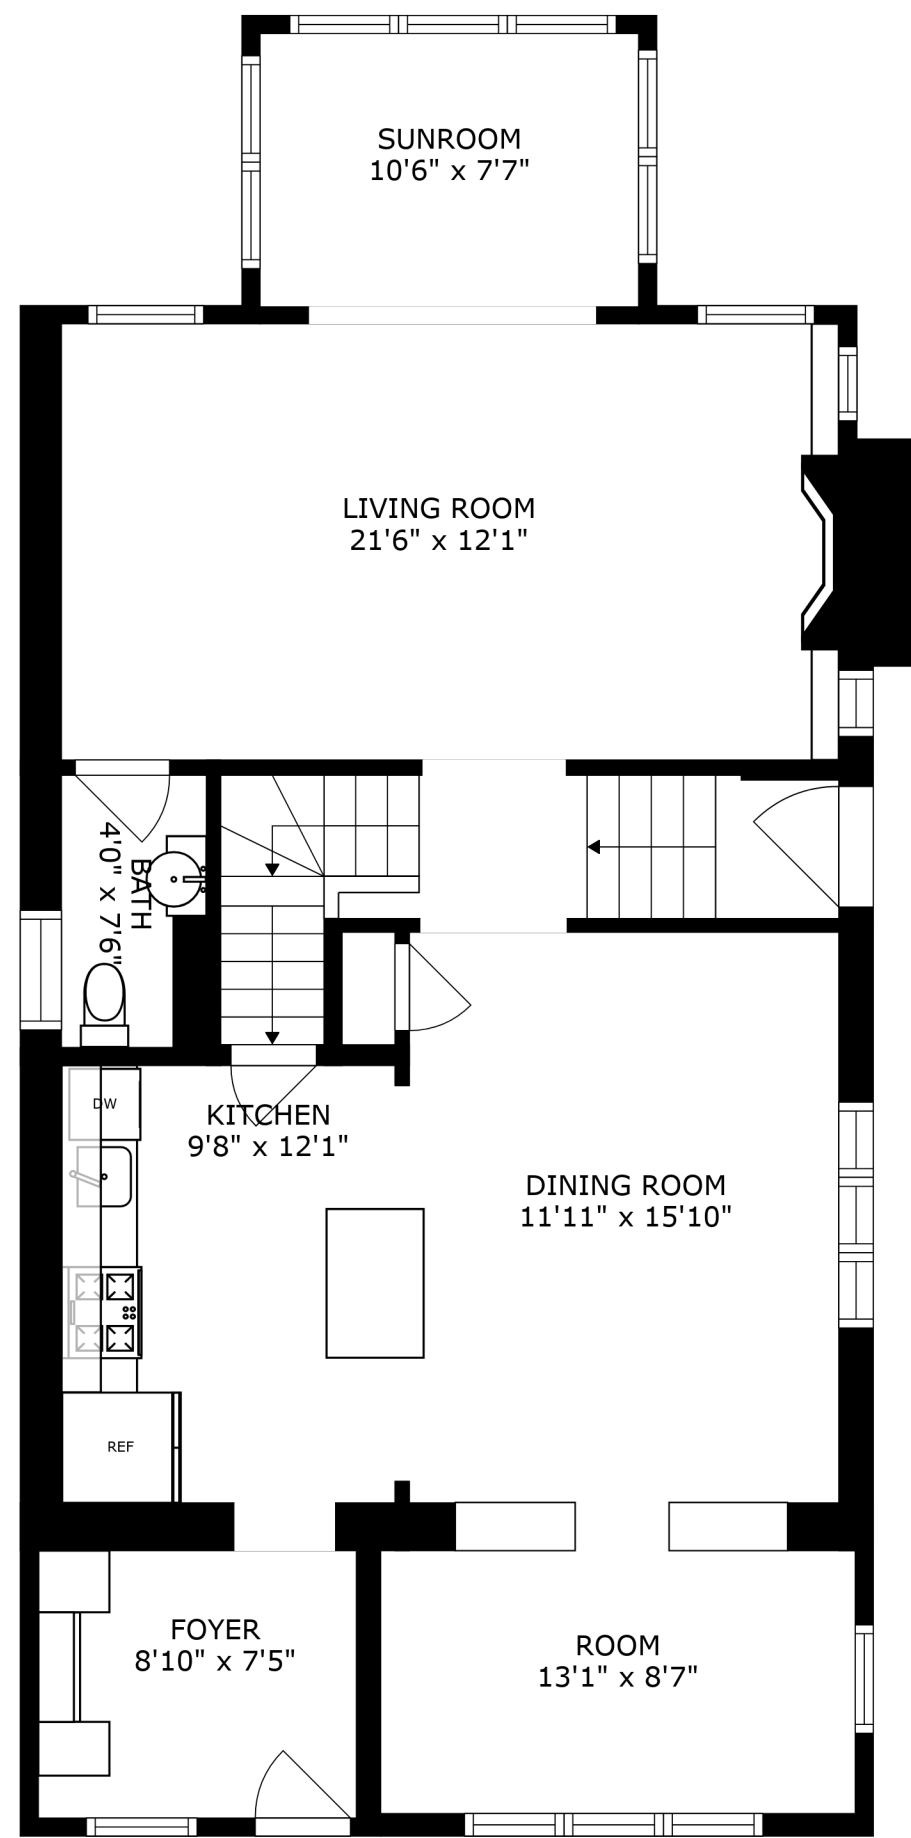 SUNROOM
10'6" x 7'7"
LIVING ROOM
21'6" x 12'1"
BATH
4'0" x 7'6"
DW
KITCHEN
9'8" x 12'1"
DINING ROOM
11'11" x 15'10"
REF
FOYER
8'10" x 7'5"
ROOM
13'1" x 8'7"